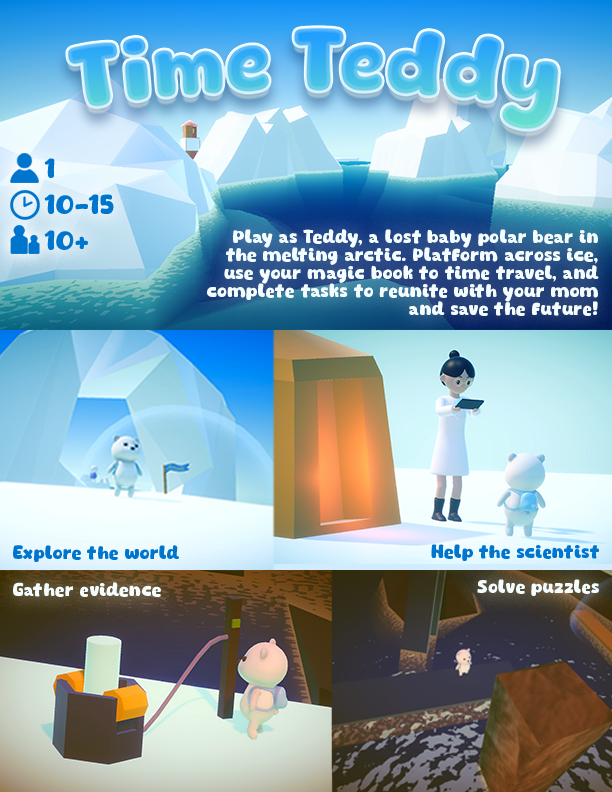 Time Teddy
1
10-15
10+
Play as Teddy, a lost baby polar bear in
the melting arctic. Platform across ice,
use your magic book to time travel, and
complete tasks to reunite with your mom
and save the future!
Explore the world
Help the scientist
Gather evidence
Solve puzzles